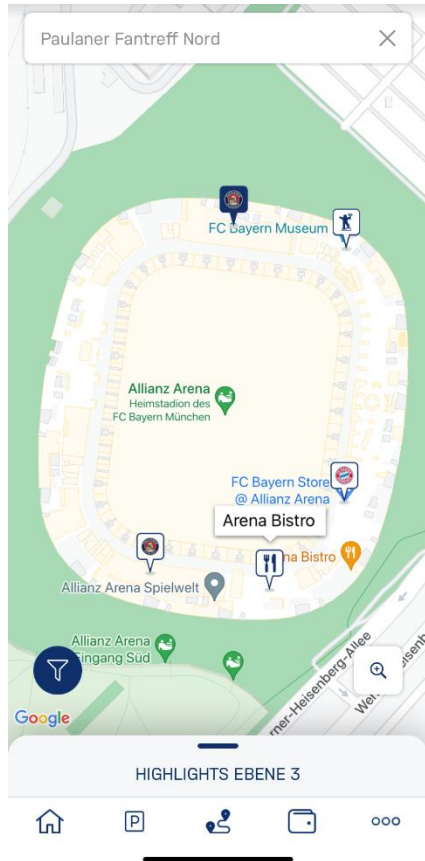 Paulaner Fantreff Nord
FC Bayern Museum
Allianz Arena
Heimstadion des
FC Bayern München
FC Bayern Store
@ Allianz Arena
Arena Bistro
na Bistro
Allianz Arena Spielwelt
Allianz Arena
Eingang Süd
rner-Heisenberg-Allee
Google
HIGHLIGHTS EBENE 3
P